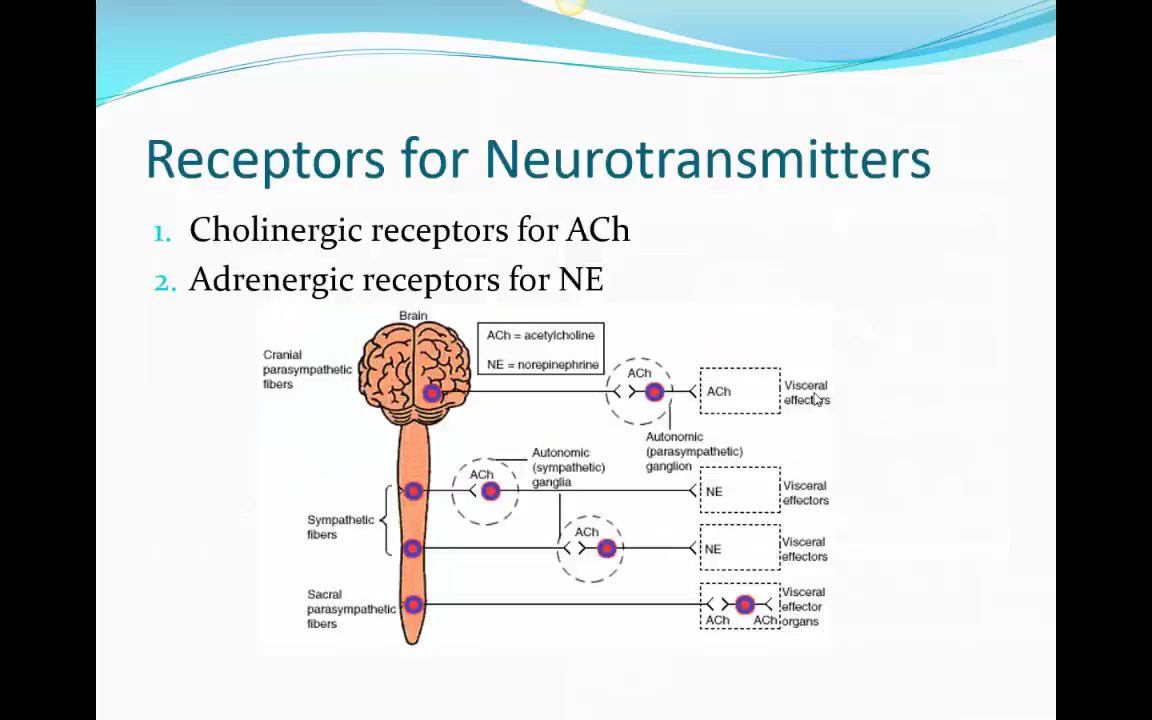 Receptors for Neurotransmitters
1. Cholinergic receptors for ACh
2. Adrenergic receptors for NE
Brain
ACh = acetylcholine
NE = norepinephrine
Cranial
parasympathetic
fibers
ACh
ACh
Visceral
effectors
Autonomic
(parasympathetic)
ganglion
Autonomic
(sympathetic)
ganglia
ACh
NE
Visceral
effectors
Sympathetic
fibers
ACh
NE
Visceral
effectors
Sacral
parasympathetic
fibers
ACh
ACh
Visceral
effector
organs